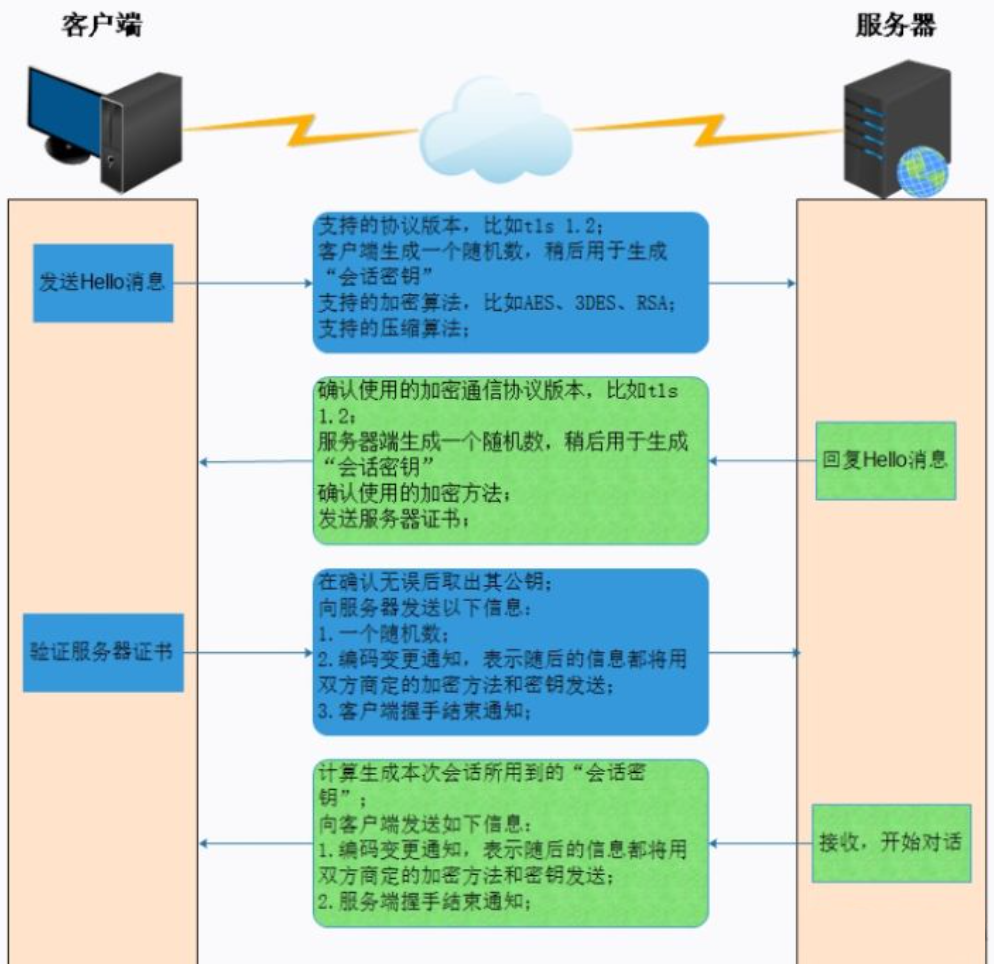 客户端
服务器
发送Hello消息
支持的协议版本，比如tls 1.2；
客户端生成一个随机数，稍后用于生成
“会话密钥”
支持的加密算法，比如AES、3DES、RSA；
支持的压缩算法；
确认使用的加密通信协议版本，比如tls
1.2；
服务器端生成一个随机数，稍后用于生成
“会话密钥”
确认使用的加密方法；
发送服务器证书；
回复Hello消息
验证服务器证书
在确认无误后取出其公钥；
向服务器发送以下信息：
1.一个随机数；
2.编码变更通知，表示随后的信息都将用
双方商定的加密方法和密钥发送；
3.客户端握手结束通知；
计算生成本次会话所用到的“会话密
钥”；
向客户端发送如下信息：
1.编码变更通知，表示随后的信息都将用
双方商定的加密方法和密钥发送；
2.服务端握手结束通知；
接收，开始对话